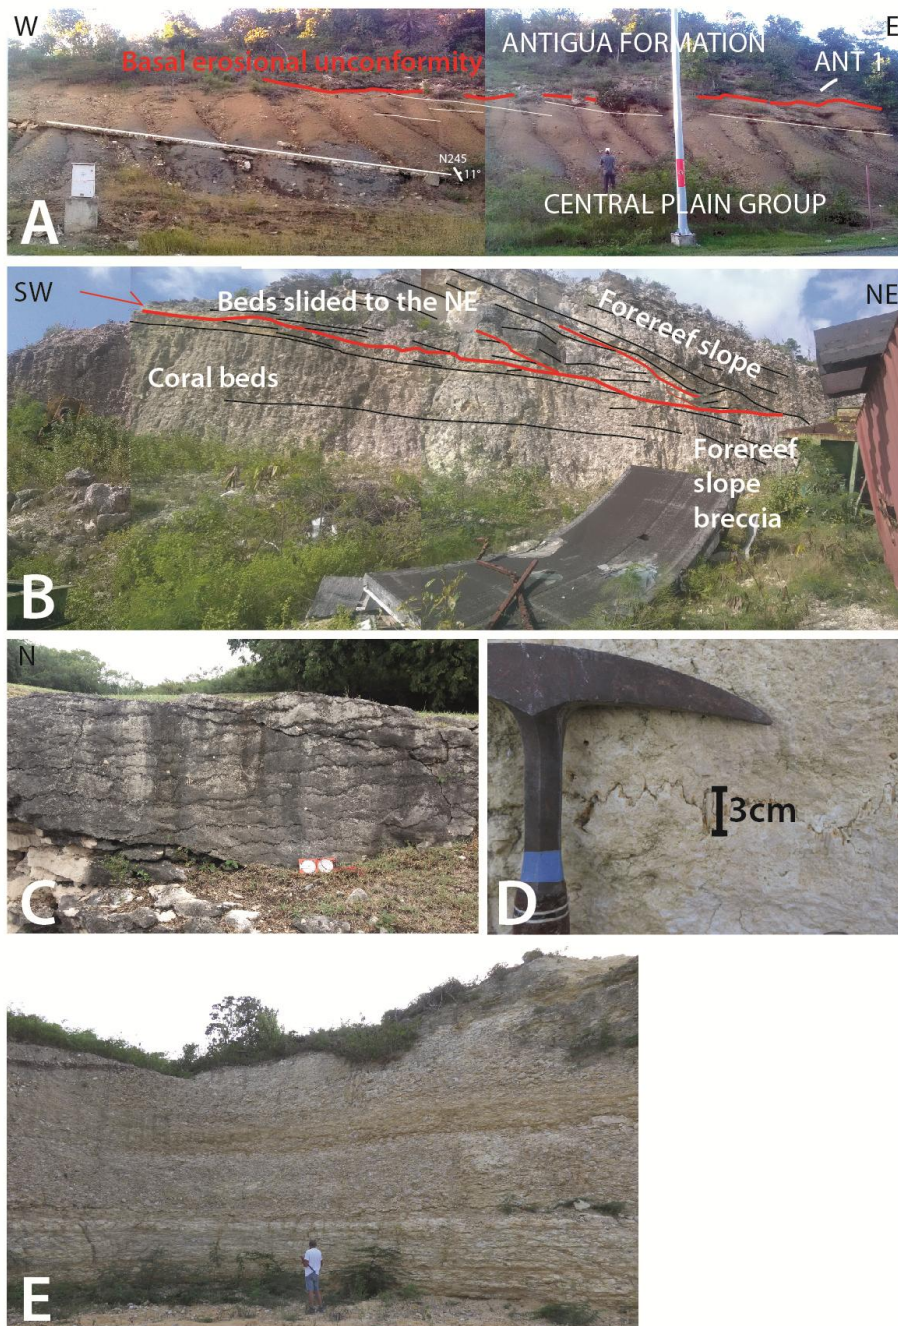 W
E
ANTIGUA FORMATION
Basal erosional unconformity
ANT 1
N245
11°
CENTRAL PLAIN GROUP
A
SW
NE
Beds slided to the NE
Forereef slope
Coral beds
Forereef
slope
breccia
B
N
C
3cm
D
E